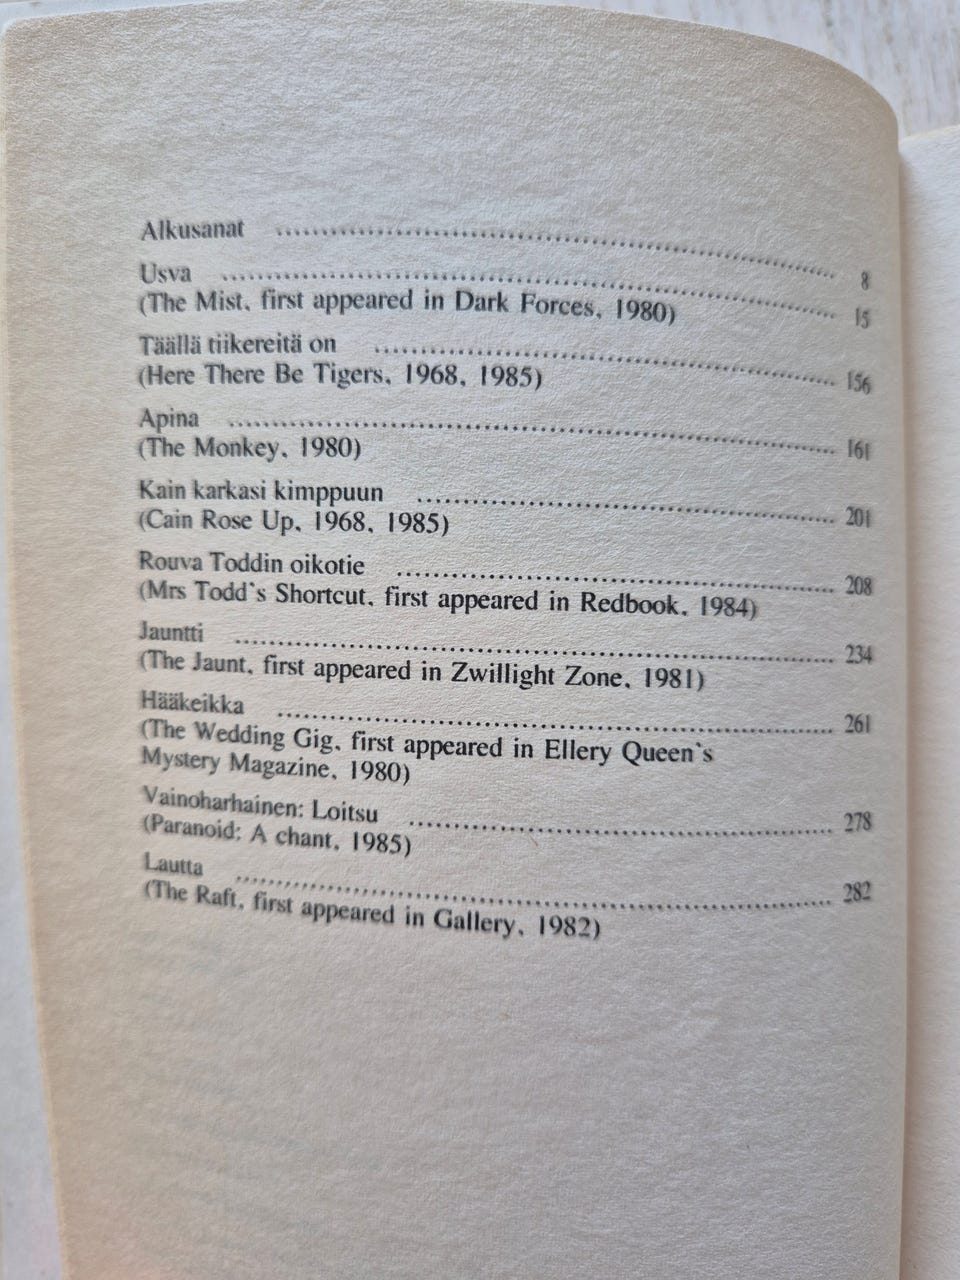 Alkusanat ........ 8
Usva ........ 15
(The Mist, first appeared in Dark Forces, 1980)
Täällä tiikereitä on ........ 156
(Here There Be Tigers, 1968, 1985)
Apina ........ 161
(The Monkey, 1980)
Kain karkasi kimppuun ........ 201
(Cain Rose Up, 1968, 1985)
Rouva Toddin oikotie ........ 208
(Mrs Todd`s Shortcut, first appeared in Redbook, 1984)
Jauntti ........ 234
(The Jaunt, first appeared in Zwillight Zone, 1981)
Hääkeikka ........ 261
(The Wedding Gig, first appeared in Ellery Queen`s
Mystery Magazine, 1980)
Vainoharhainen: Loitsu ........ 278
(Paranoid: A chant, 1985)
Lautta ........ 282
(The Raft, first appeared in Gallery, 1982)